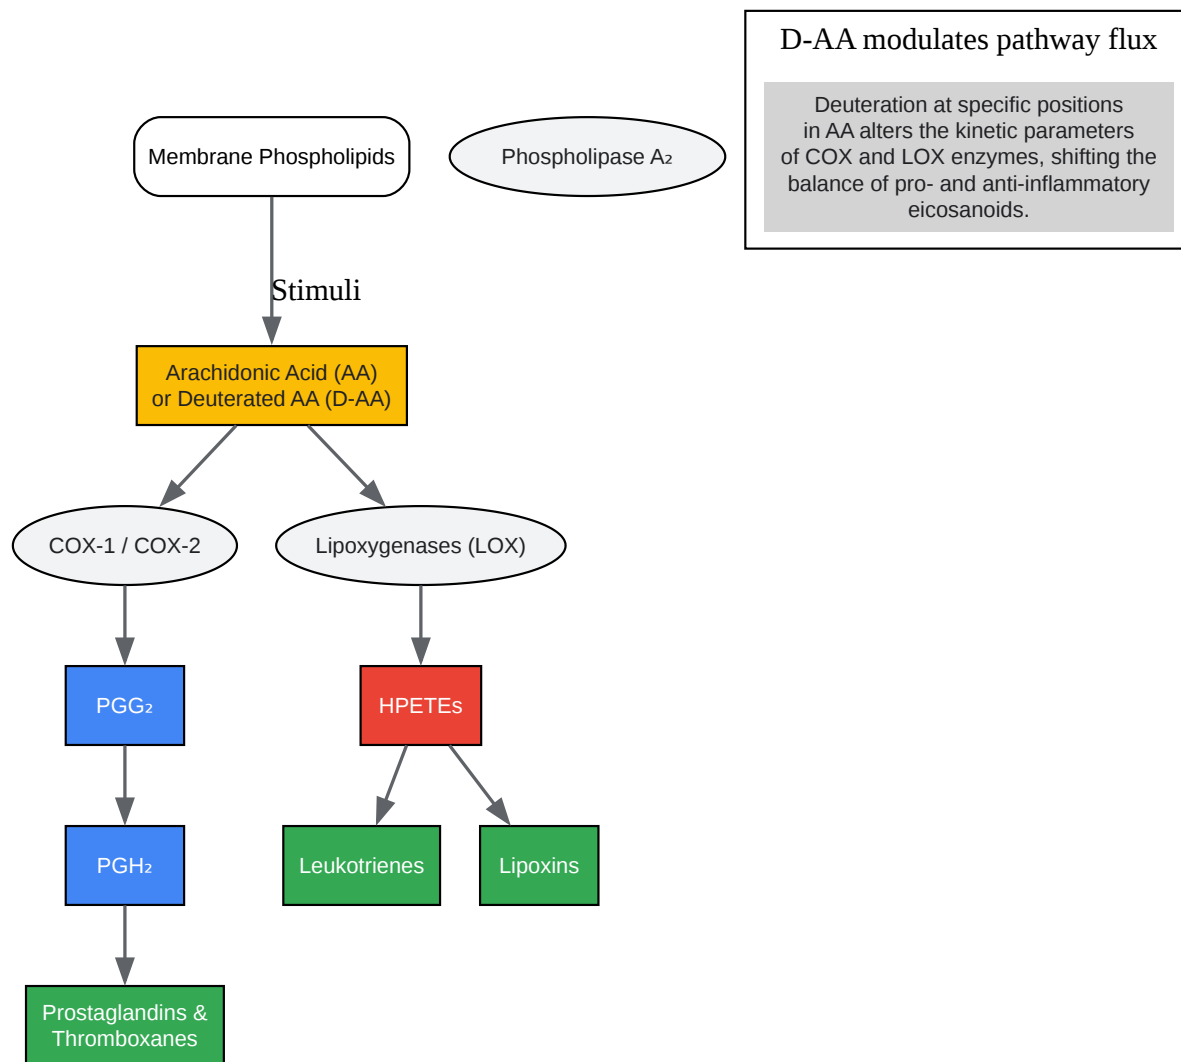 D-AA modulates pathway flux
Deuteration at specific positions
in AA alters the kinetic parameters
of COX and LOX enzymes, shifting the
balance of pro- and anti-inflammatory
eicosanoids.
Membrane Phospholipids
Phospholipase A₂
Stimuli
Arachidonic Acid (AA)
or Deuterated AA (D-AA)
COX-1 / COX-2
Lipoxygenases (LOX)
PGG₂
HPETEs
PGH₂
Leukotrienes
Lipoxins
Prostaglandins &
Thromboxanes